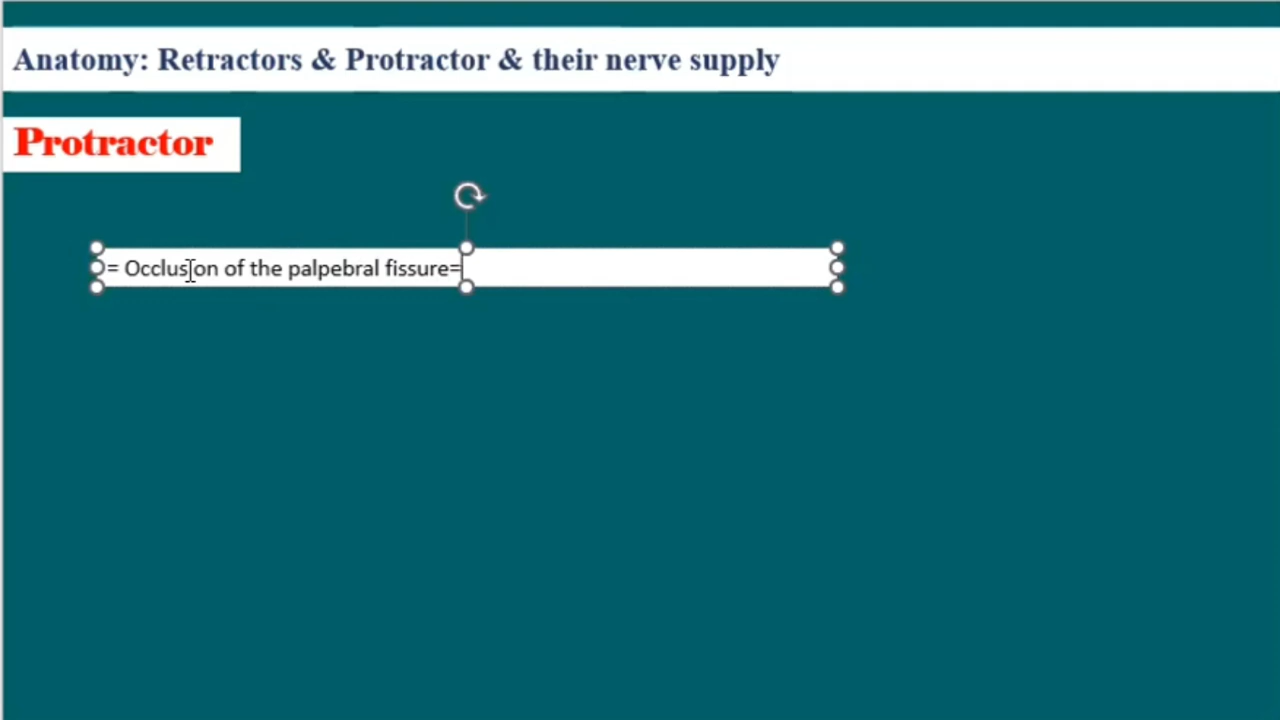 Anatomy: Retractors & Protractor & their nerve supply
Protractor
= Occlusion of the palpebral fissure=